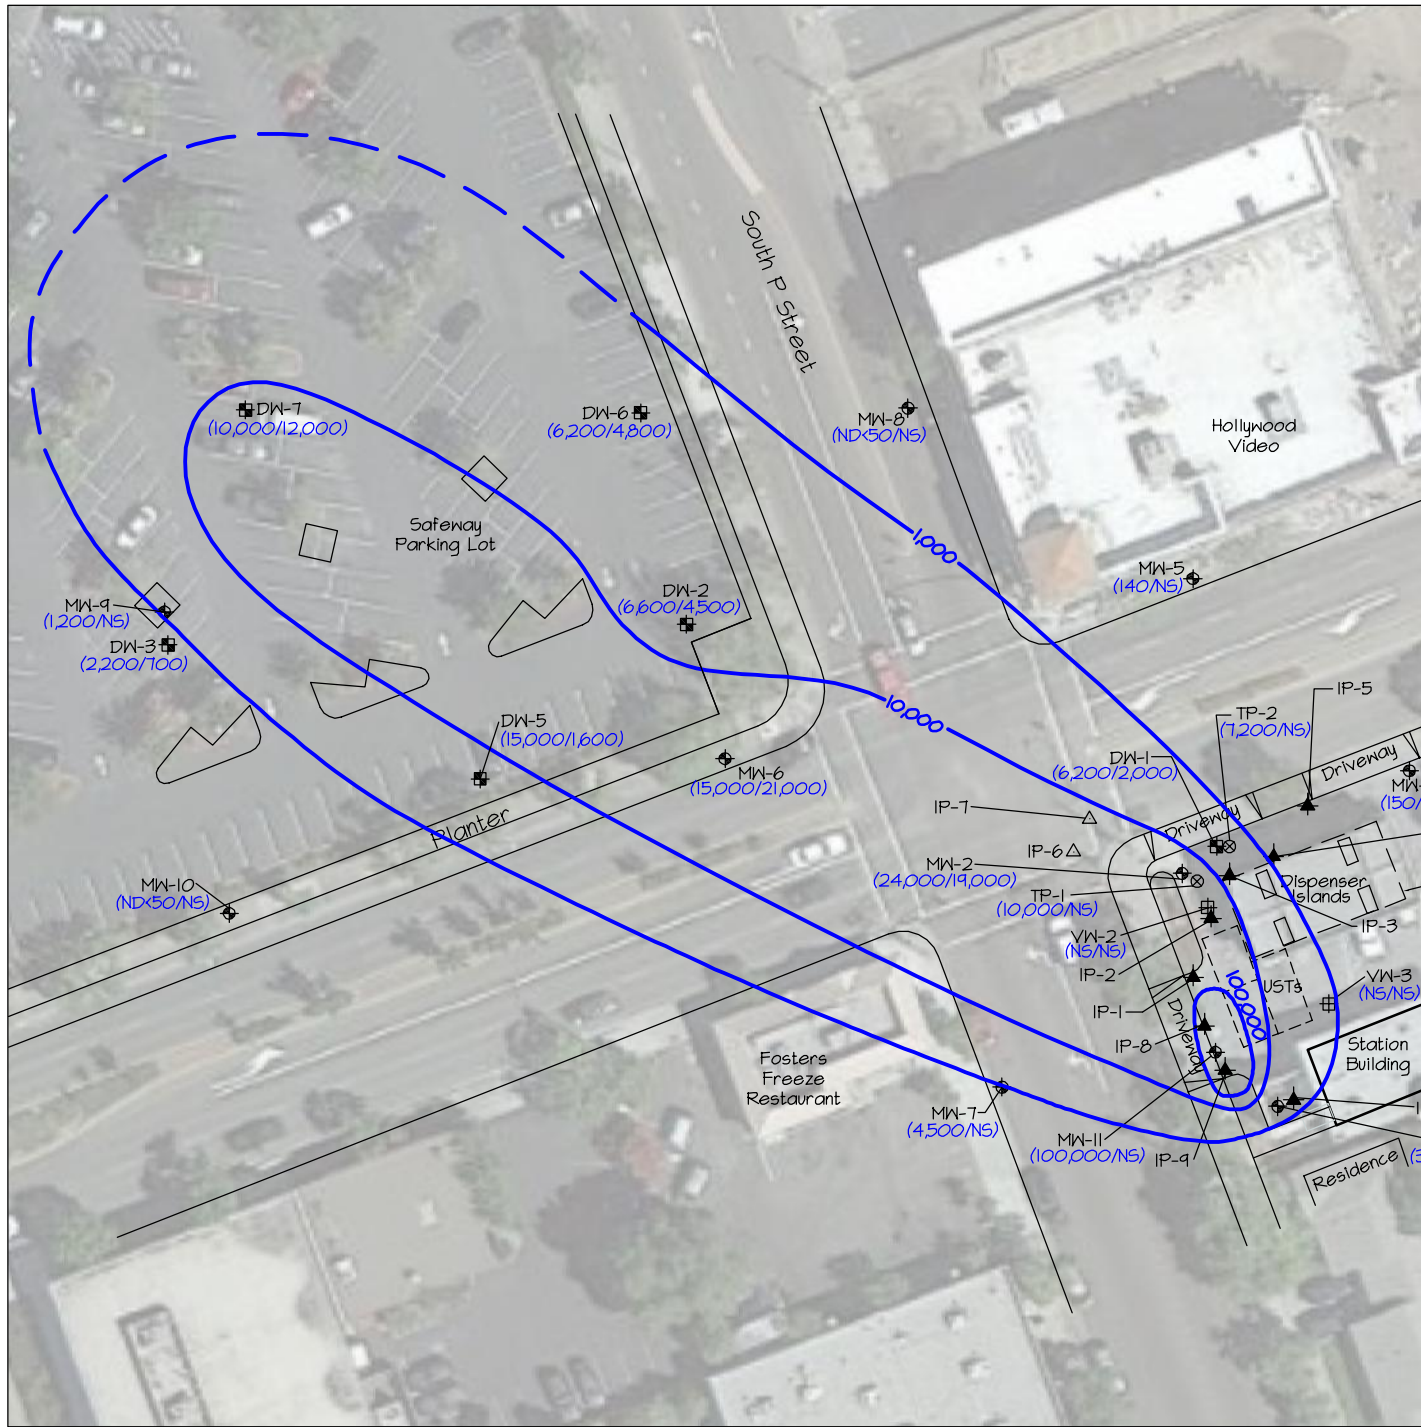 South P Street
DW-7
(10,000/12,000)
DW-6
(6,200/4,800)
MW-8
(ND<50/NS)
Hollywood
Video
Safeway
Parking Lot
1,000
MW-5
(140/NS)
MW-9
(1,200/NS)
DW-3
(2,200/700)
DW-2
(6,600/4,500)
10,000
IP-5
TP-2
(7,200/NS)
DW-5
(15,000/1,600)
MW-6
(15,000/21,000)
DW-1
(6,200/2,000)
Driveway
MW-
(150/
IP-7
Driveway
Planter
IP-6
MW-2
(24,000/19,000)
TP-1
(10,000/NS)
Dispenser
Islands
MW-10
(ND<50/NS)
VW-2
(NS/NS)
IP-3
IP-2
100,000
USTs
VW-3
(NS/NS)
IP-1
Driveway
IP-8
Station
Building
Fosters
Freeze
Restaurant
MW-7
(4,500/NS)
MW-11
(100,000/NS)
IP-9
Residence